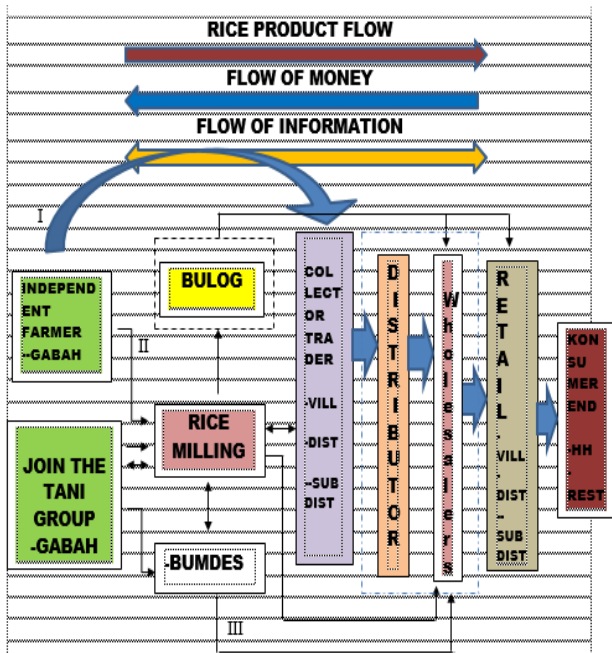 RICE PRODUCT FLOW
FLOW OF MONEY
FLOW OF INFORMATION
I
INDEPEND
ENT
FARMER
--GABAH
II
BULOG
RICE
MILLING
JOIN THE
TANI
GROUP
-GABAH
-BUMDES
III
COL
LECT
OR
TRA
DER
-VILL
-DIST
--SUB
DIST
D
I
S
T
R
I
B
U
T
O
R
W
h
o
l
e
s
a
l
e
r
s
R
E
T
A
I
L
.
VILL
.
DIST
--
SUB
DIST
KON
SU
MER
END
-HH
.
REST